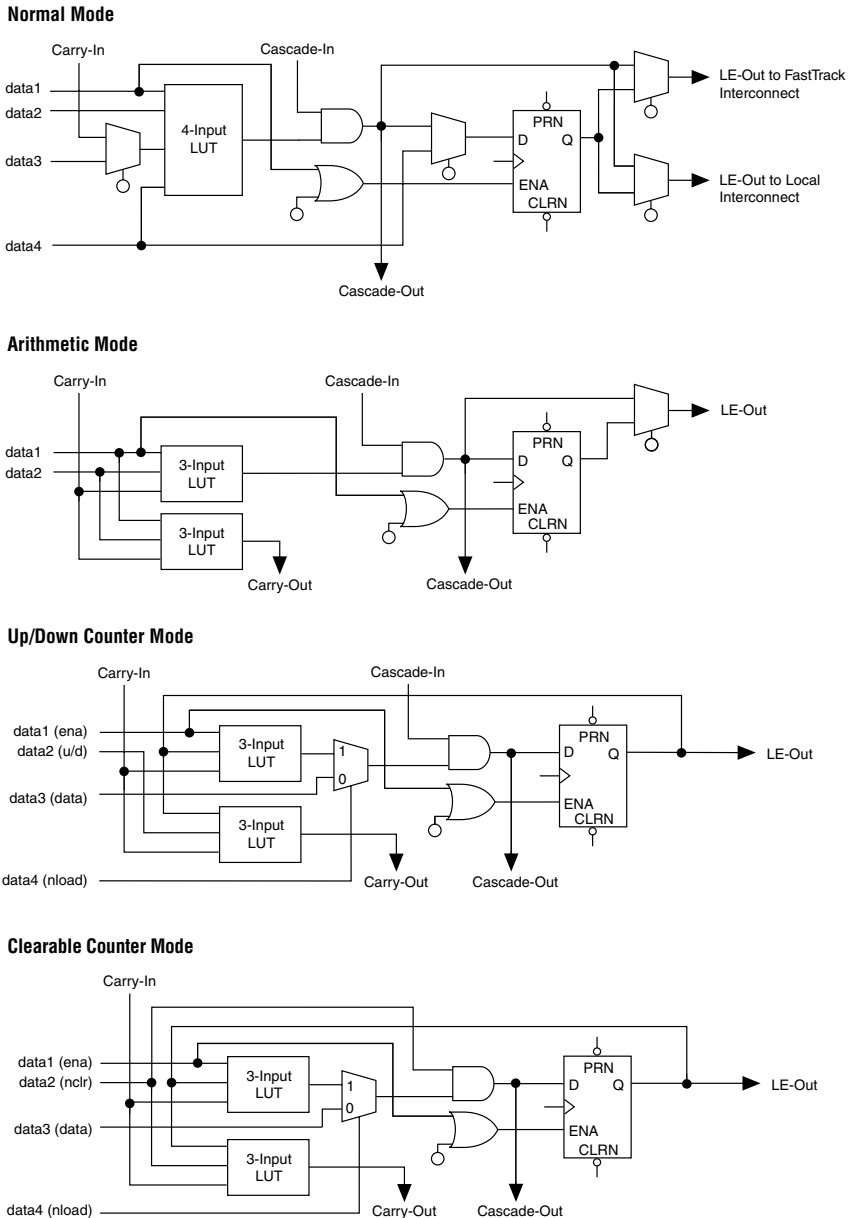 Normal Mode
Carry-In
Cascade-In
data1
data2
data3
data4
4-Input
LUT
PRN
D
Q
ENA
CLRN
LE-Out to FastTrack
Interconnect
LE-Out to Local
Interconnect
Cascade-Out
Arithmetic Mode
Carry-In
Cascade-In
data1
data2
3-Input
LUT
3-Input
LUT
PRN
D
Q
ENA
CLRN
LE-Out
Carry-Out
Cascade-Out
Up/Down Counter Mode
Carry-In
Cascade-In
data1 (ena)
data2 (u/d)
data3 (data)
data4 (nload)
3-Input
LUT
3-Input
LUT
1
0
PRN
D
Q
ENA
CLRN
LE-Out
Carry-Out
Cascade-Out
Clearable Counter Mode
Carry-In
data1 (ena)
data2 (nclr)
data3 (data)
data4 (nload)
3-Input
LUT
3-Input
LUT
1
0
PRN
D
Q
ENA
CLRN
LE-Out
Carry-Out
Cascade-Out